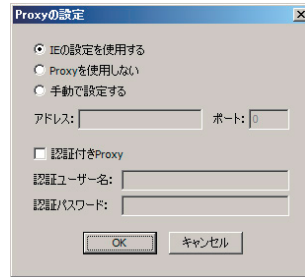 Proxyの設定
IEの設定を使用する
Proxyを使用しない
手動で設定する
アドレス: ポート: 0
認証付きProxy
認証ユーザー名:
認証パスワード:
OK キャンセル